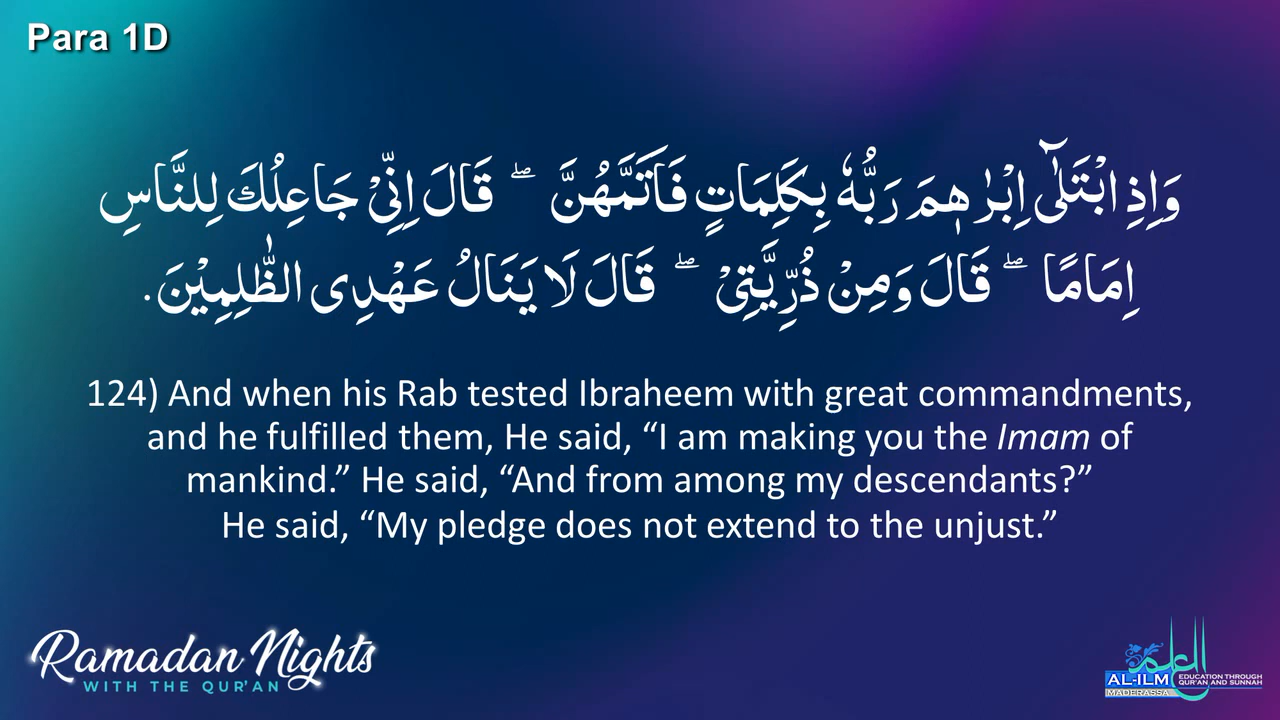 Para 1D
وَاِذِ ابْتَلٰٓى اِبْرٰهٖمَ رَبُّهٗ بِكَلِمَاتٍ فَاَتَمَّهُنَّ ۖ قَالَ اِنِّىْ جَاعِلُكَ لِلنَّاسِ
اِمَامًا ۖ قَالَ وَمِنْ ذُرِّيَّتِىْ ۖ قَالَ لَا يَنَالُ عَهْدِى الظّٰلِمِيْنَ.
124) And when his Rab tested Ibraheem with great commandments,
and he fulfilled them, He said, “I am making you the Imam of
mankind.” He said, “And from among my descendants?”
He said, “My pledge does not extend to the unjust.”
Ramadan Nights
WITH THE QUR’AN
العلم
AL-ILM
MADERASSA
EDUCATION THROUGH
QUR’AN AND SUNNAH